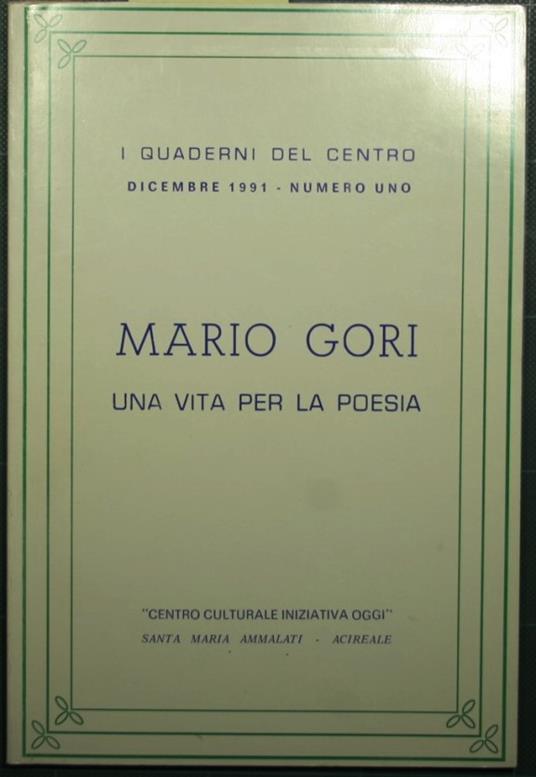 I QUADERNI DEL CENTRO
DICEMBRE 1991 - NUMERO UNO
MARIO GORI
UNA VITA PER LA POESIA
"CENTRO CULTURALE INIZIATIVA OGGI"
SANTA MARIA AMMALATI - ACIREALE